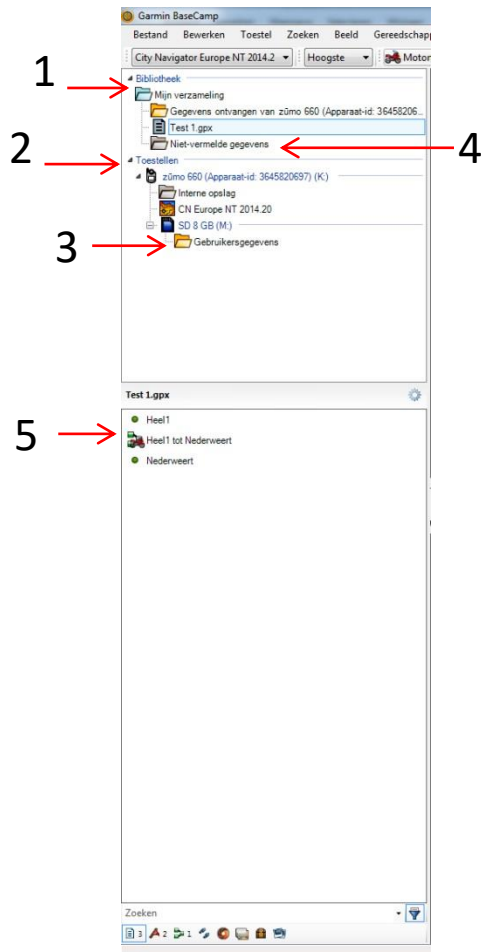 Garmin BaseCamp
Bestand Bewerken Toestel Zoeken Beeld Gereedschapp
City Navigator Europe NT 2014.2 Hoogste Motor
1
Bibliotheek
Mijn verzameling
Gegevens ontvangen van zūmo 660 (Apparaat-id: 36458206..
Test 1.gpx
Niet-vermelde gegevens
4
2
Toestellen
zūmo 660 (Apparaat-id: 3645820697) (K:)
Interne opslag
CN Europe NT 2014.20
SD 8 GB (M:)
3
Gebruikersgegevens
Test 1.gpx
Heel1
5
Heel1 tot Nederweert
Nederweert
Zoeken
3 2 1